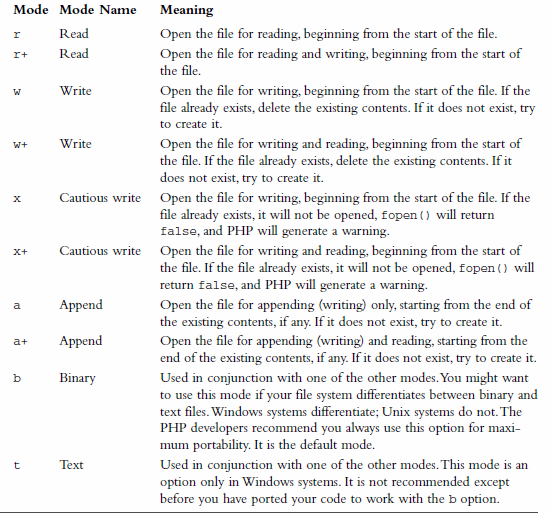 Mode Mode Name Meaning
r Read Open the file for reading, beginning from the start of the file.
r+ Read Open the file for reading and writing, beginning from the start of
the file.
w Write Open the file for writing, beginning from the start of the file. If the
file already exists, delete the existing contents. If it does not exist, try
to create it.
w+ Write Open the file for writing and reading, beginning from the start of
the file. If the file already exists, delete the existing contents. If it
does not exist, try to create it.
x Cautious write Open the file for writing, beginning from the start of the file. If the
file already exists, it will not be opened, fopen() will return
false, and PHP will generate a warning.
x+ Cautious write Open the file for writing and reading, beginning from the start of
the file. If the file already exists, it will not be opened, fopen() will
return false, and PHP will generate a warning.
a Append Open the file for appending (writing) only, starting from the end of
the existing contents, if any. If it does not exist, try to create it.
a+ Append Open the file for appending (writing) and reading, starting from the
end of the existing contents, if any. If it does not exist, try to create it.
b Binary Used in conjunction with one of the other modes. You might want
to use this mode if your file system differentiates between binary and
text files. Windows systems differentiate; Unix systems do not. The
PHP developers recommend you always use this option for maxi-
mum portability. It is the default mode.
t Text Used in conjunction with one of the other modes. This mode is an
option only in Windows systems. It is not recommended except
before you have ported your code to work with the b option.